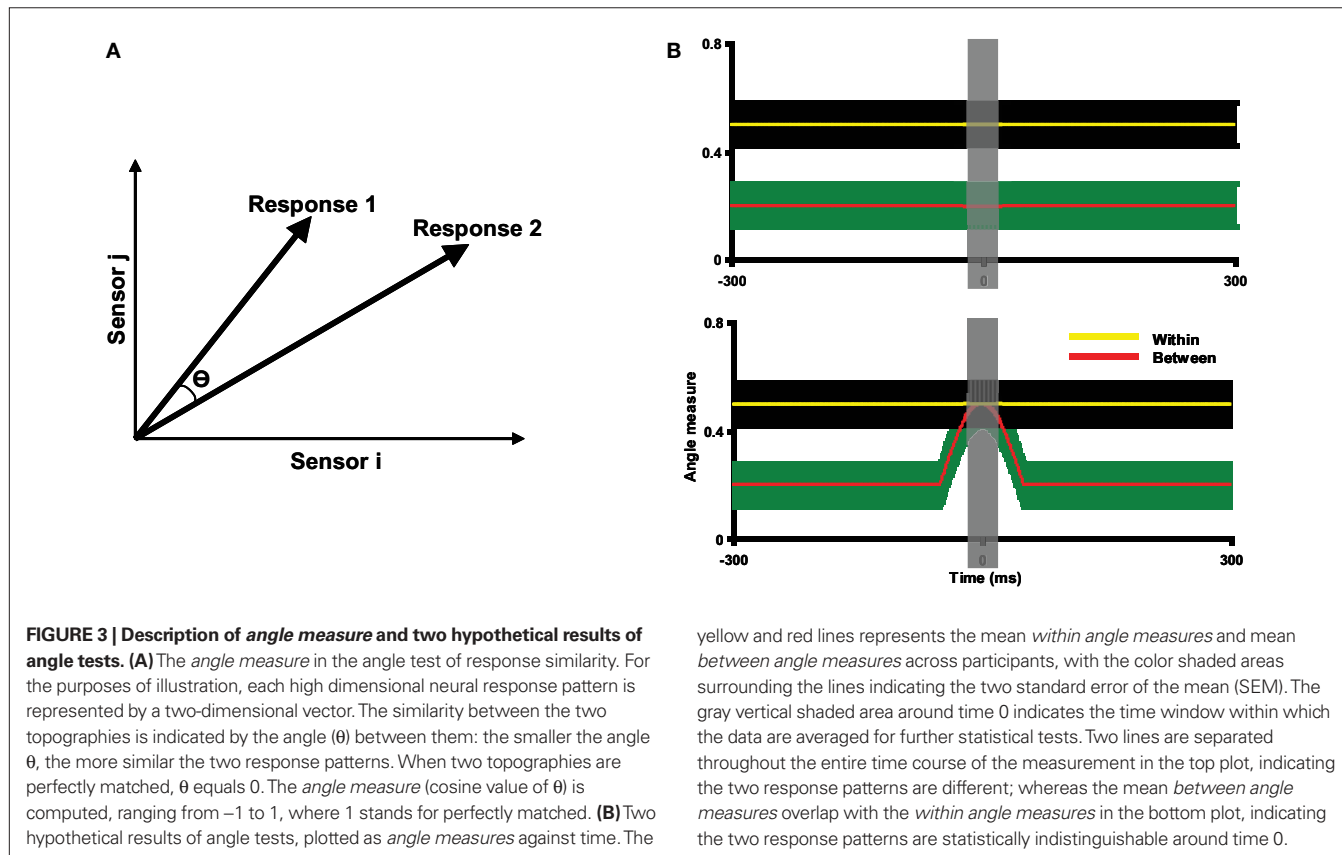 A
Sensor j
Response 1
Response 2
θ
Sensor i
B
0.8
0.4
0
-300
0
300
0.8
Within
Between
Angle measure
0.4
0
-300
0
300
Time (ms)
FIGURE 3 | Description of angle measure and two hypothetical results of
angle tests. (A) The angle measure in the angle test of response similarity. For
the purposes of illustration, each high dimensional neural response pattern is
represented by a two-dimensional vector. The similarity between the two
topographies is indicated by the angle (θ) between them: the smaller the angle
θ, the more similar the two response patterns. When two topographies are
perfectly matched, θ equals 0. The angle measure (cosine value of θ) is
computed, ranging from –1 to 1, where 1 stands for perfectly matched. (B) Two
hypothetical results of angle tests, plotted as angle measures against time. The
yellow and red lines represents the mean within angle measures and mean
between angle measures across participants, with the color shaded areas
surrounding the lines indicating the two standard error of the mean (SEM). The
gray vertical shaded area around time 0 indicates the time window within which
the data are averaged for further statistical tests. Two lines are separated
throughout the entire time course of the measurement in the top plot, indicating
the two response patterns are different; whereas the mean between angle
measures overlap with the within angle measures in the bottom plot, indicating
the two response patterns are statistically indistinguishable around time 0.